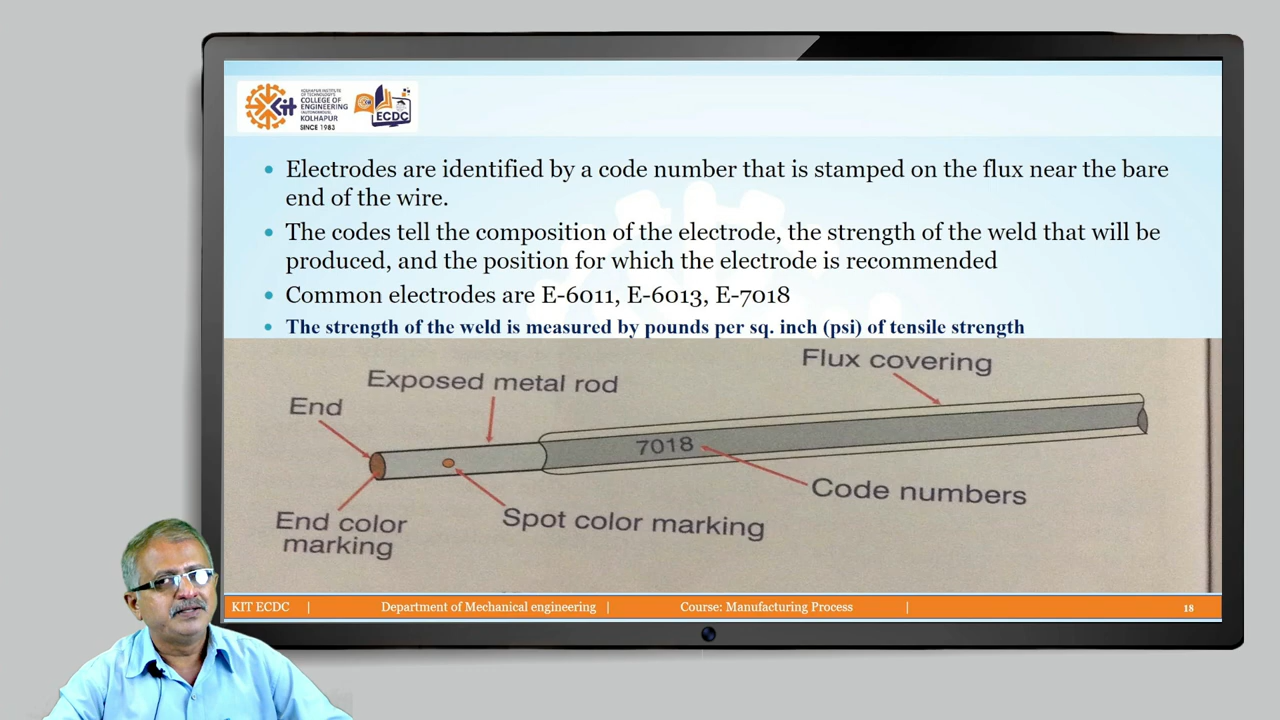 KOLHAPUR INSTITUTE
OF TECHNOLOGY'S
COLLEGE OF
ENGINEERING
(AUTONOMOUS),
KOLHAPUR
SINCE 1983
Kit
ECDC
Electrodes are identified by a code number that is stamped on the flux near the bare
end of the wire.
The codes tell the composition of the electrode, the strength of the weld that will be
produced, and the position for which the electrode is recommended
Common electrodes are E-6011, E-6013, E-7018
The strength of the weld is measured by pounds per sq. inch (psi) of tensile strength
Flux covering
Exposed metal rod
End
7018
Code numbers
Spot color marking
End color
marking
KIT ECDC | Department of Mechanical engineering | Course: Manufacturing Process | 18